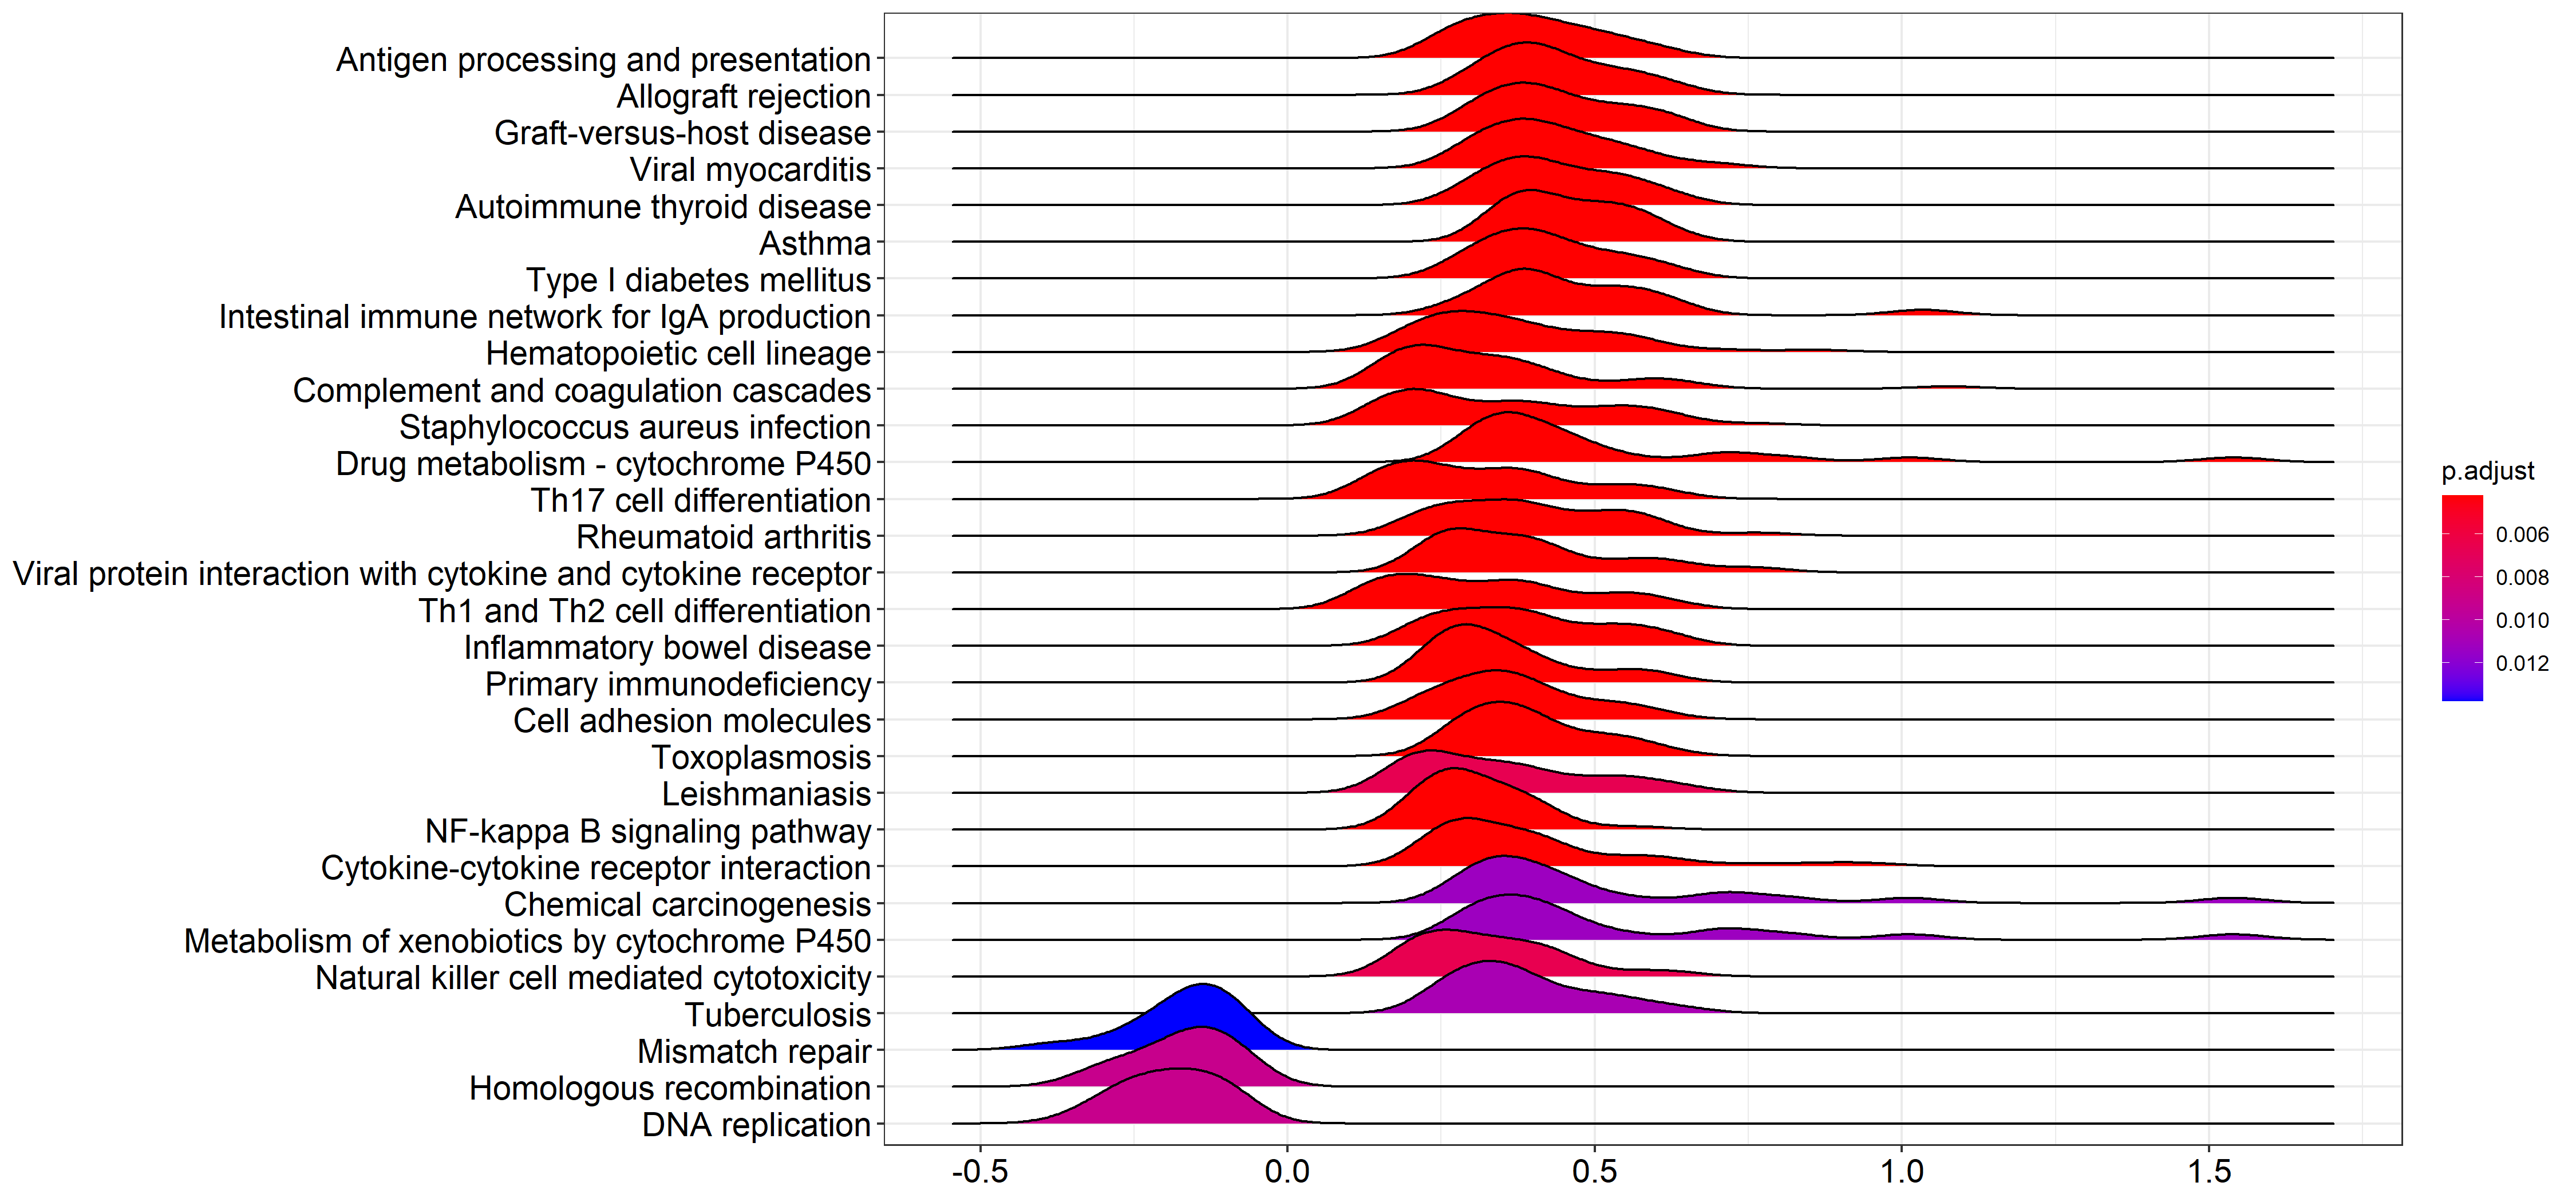 Antigen processing and presentation
Allograft rejection
Graft-versus-host disease
Viral myocarditis
Autoimmune thyroid disease
Asthma
Type I diabetes mellitus
Intestinal immune network for IgA production
Hematopoietic cell lineage
Complement and coagulation cascades
Staphylococcus aureus infection
Drug metabolism - cytochrome P450
Th17 cell differentiation
Rheumatoid arthritis
Viral protein interaction with cytokine and cytokine receptor
Th1 and Th2 cell differentiation
Inflammatory bowel disease
Primary immunodeficiency
Cell adhesion molecules
Toxoplasmosis
Leishmaniasis
NF-kappa B signaling pathway
Cytokine-cytokine receptor interaction
Chemical carcinogenesis
Metabolism of xenobiotics by cytochrome P450
Natural killer cell mediated cytotoxicity
Tuberculosis
Mismatch repair
Homologous recombination
DNA replication
-0.5 0.0 0.5 1.0 1.5
p.adjust
0.006
0.008
0.010
0.012